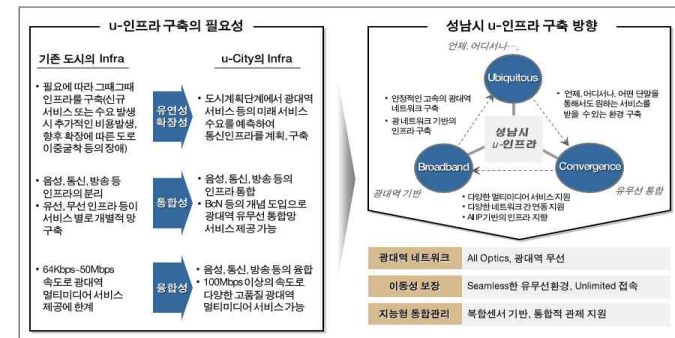 u-인프라 구축의 필요성
기존 도시의 Infra
u-City의 Infra
• 필요에 따라 그때그때
인프라를 구축(신규
서비스 또는 수요 발생
시 추가적인 비용발생,
향후 확장에 따른 도로
이중굴착 등의 장애)
유연성
확장성
• 도시계획단계에서 광대역
서비스 등의 미래 서비스
수요를 예측하여
통신인프라를 계획, 구축
• 음성, 통신, 방송 등
인프라의 분리
• 유선, 무선 인프라 등이
서비스 별로 개별적 망
구축
통합성
• 음성, 통신, 방송 등의
인프라 통합
• BcN 등의 개념 도입으로
광대역 유무선 통합망
서비스 제공 가능
• 64Kbps~50Mbps
속도로 광대역
멀티미디어 서비스
제공에 한계
융합성
• 음성, 통신, 방송 등의 융합
• 100Mbps 이상의 속도로
다양한 고품질 광대역
멀티미디어 서비스 가능
성남시 u-인프라 구축 방향
언제, 어디서나….
Ubiquitous
• 안정적인 고속의 광대역
네트워크 구축
• 광 네트워크 기반의
인프라 구축
• 언제, 어디서나, 어떤 단말을
통해서도 원하는 서비스를
받을 수 있는 환경 구축
성남시
u-인프라
Broadband
Convergence
광대역 기반
유무선 통합
• 다양한 멀티미디어 서비스 지원
• 다양한 네트워크 간 연동 지원
• All IP기반의 인프라 지향
광대역 네트워크
All Optics, 광대역 무선
이동성 보장
Seamless한 유무선환경, Unlimited 접속
지능형 통합관리
복합센서 기반, 통합적 관제 지원